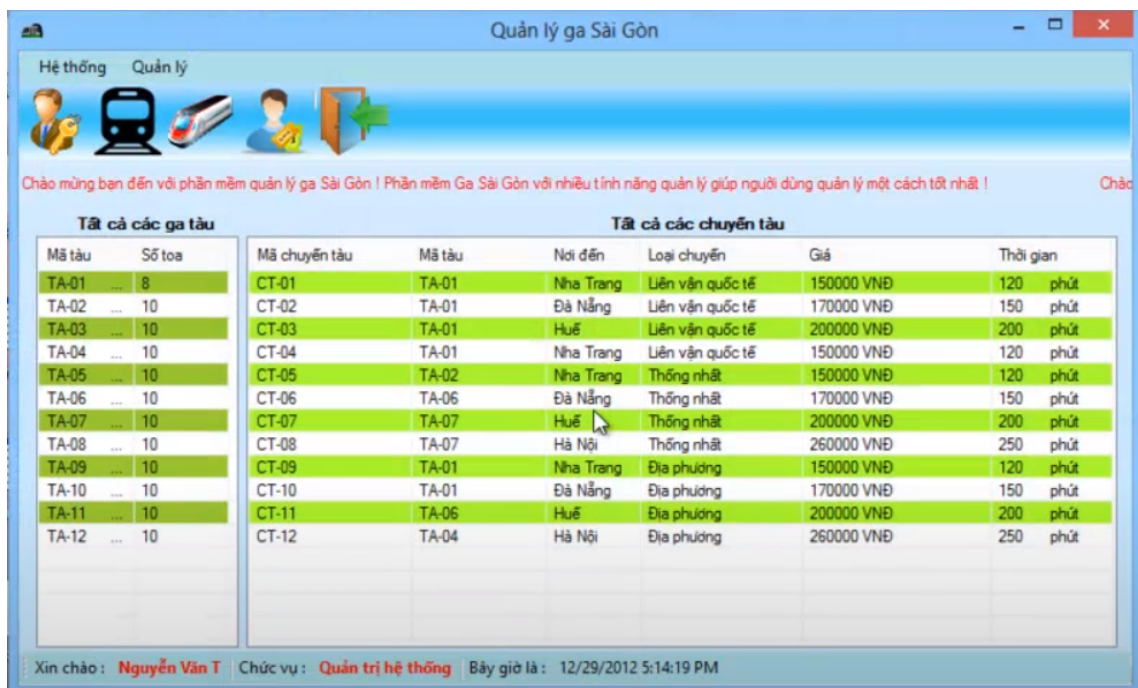 Quản lý ga Sài Gòn
Hệ thống Quản lý
Chào mừng bạn đến với phần mềm quản lý ga Sài Gòn ! Phần mềm Ga Sài Gòn với nhiều tính năng quản lý giúp người dùng quản lý một cách tốt nhất ! Chào
Tất cả các ga tàu Tất cả các chuyến tàu
Mã tàu Số toa Mã chuyến tàu Mã tàu Nơi đến Loại chuyến Giá Thời gian
TA-01 ... 8 CT-01 TA-01 Nha Trang Liên vận quốc tế 150000 VNĐ 120 phút
TA-02 ... 10 CT-02 TA-01 Đà Nẵng Liên vận quốc tế 170000 VNĐ 150 phút
TA-03 ... 10 CT-03 TA-01 Huế Liên vận quốc tế 200000 VNĐ 200 phút
TA-04 ... 10 CT-04 TA-01 Nha Trang Liên vận quốc tế 150000 VNĐ 120 phút
TA-05 ... 10 CT-05 TA-02 Nha Trang Thống nhất 150000 VNĐ 120 phút
TA-06 ... 10 CT-06 TA-06 Đà Nẵng Thống nhất 170000 VNĐ 150 phút
TA-07 ... 10 CT-07 TA-07 Huế Thống nhất 200000 VNĐ 200 phút
TA-08 ... 10 CT-08 TA-07 Hà Nội Thống nhất 260000 VNĐ 250 phút
TA-09 ... 10 CT-09 TA-01 Nha Trang Địa phương 150000 VNĐ 120 phút
TA-10 ... 10 CT-10 TA-01 Đà Nẵng Địa phương 170000 VNĐ 150 phút
TA-11 ... 10 CT-11 TA-06 Huế Địa phương 200000 VNĐ 200 phút
TA-12 ... 10 CT-12 TA-04 Hà Nội Địa phương 260000 VNĐ 250 phút
Xin chào : Nguyễn Văn T Chức vụ : Quản trị hệ thống Bây giờ là : 12/29/2012 5:14:19 PM